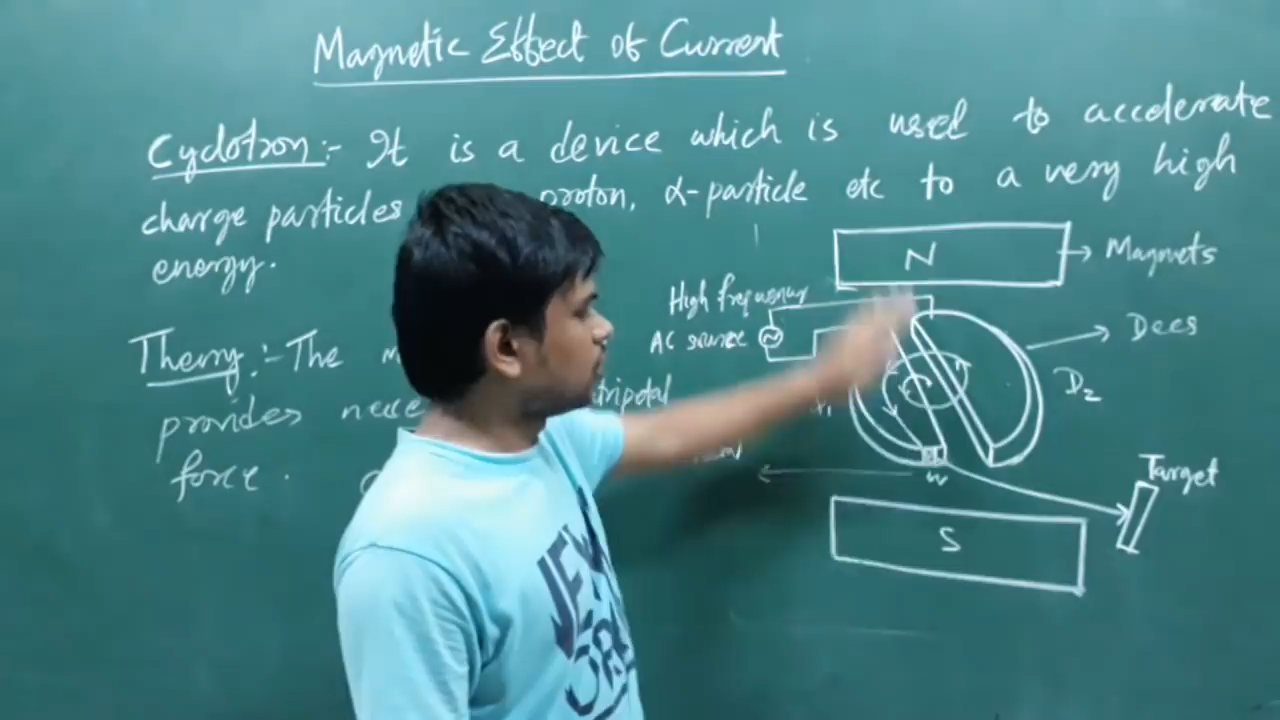 Magnetic Effect of Current
Cyclotron:- It is a device which is used to accelerate
charge particles proton, α-particle etc to a very high
energy.
N
Magnets
High frequency
AC source
Dees
D2
Theory:- The
provides
force.
W
Target
S